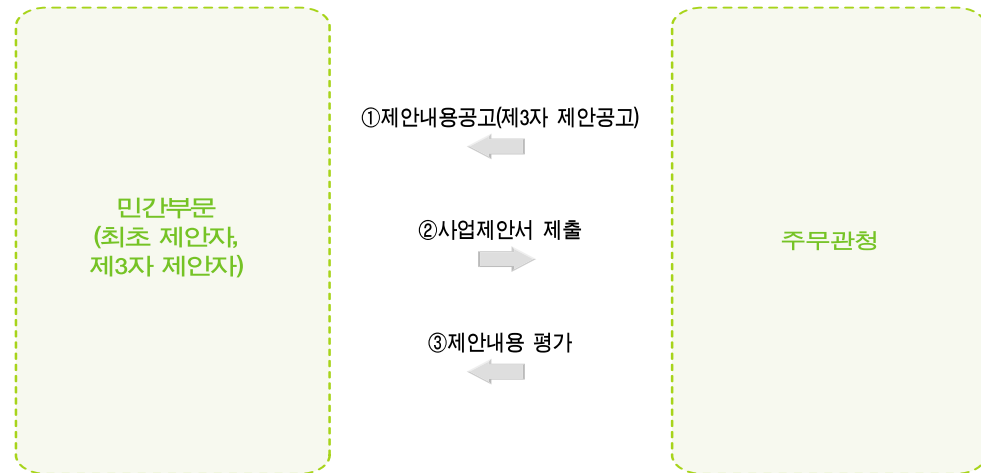 ①제안내용공고(제3자 제안공고)
민간부문
(최초 제안자,
제3자 제안자)
②사업제안서 제출
주무관청
③제안내용 평가